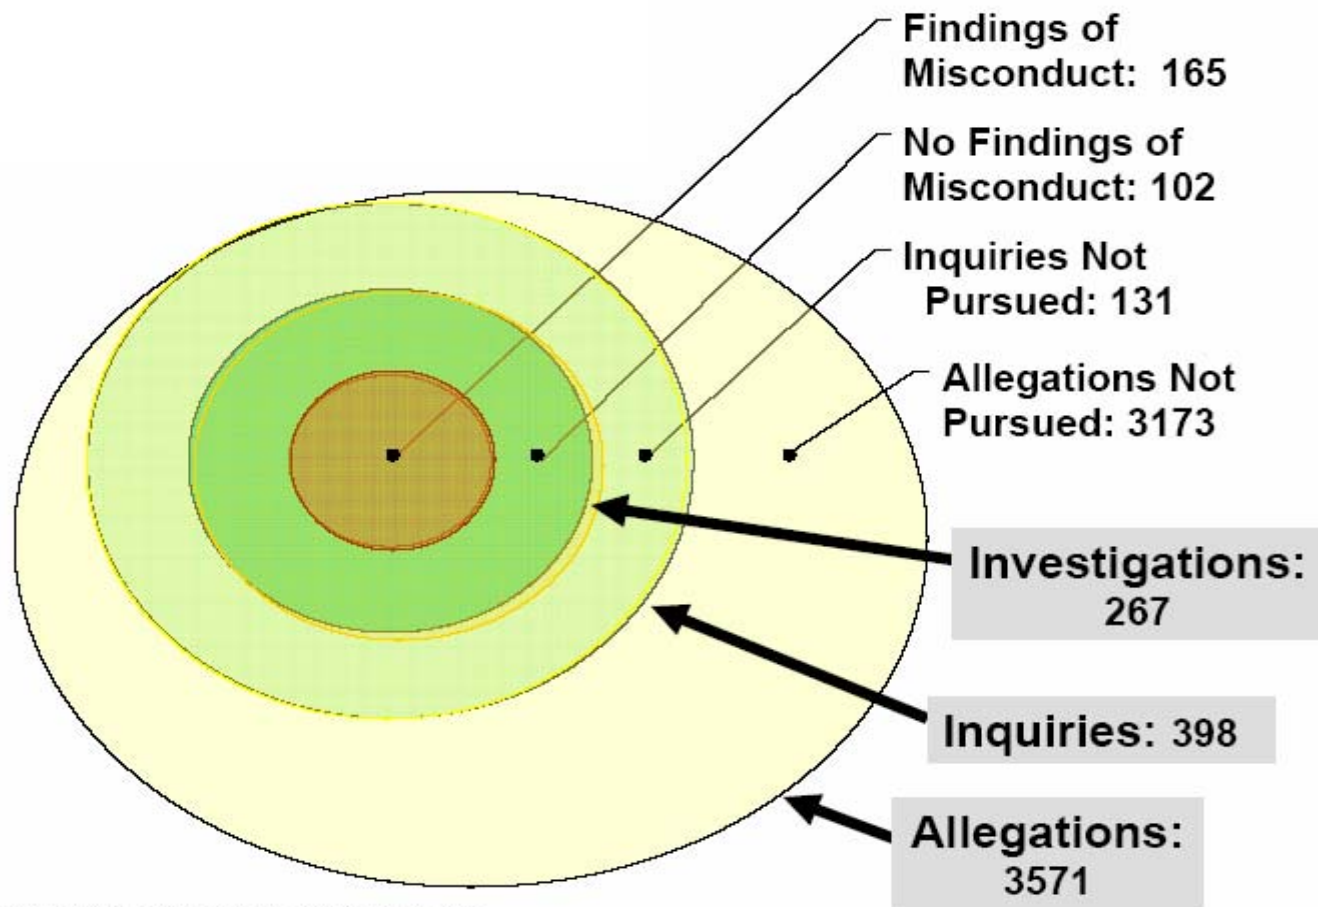 Findings of
Misconduct: 165
No Findings of
Misconduct: 102
Inquiries Not
Pursued: 131
Allegations Not
Pursued: 3173
Investigations:
267
Inquiries: 398
Allegations:
3571